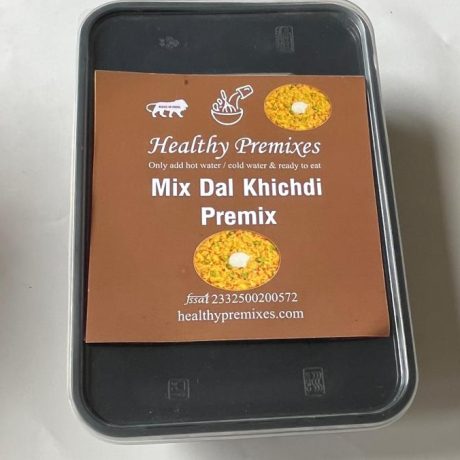 Healthy Premixes
Only add hot water / cold water & ready to eat
Mix Dal Khichdi
Premix
fssai 2332500200572
healthypremixes.com